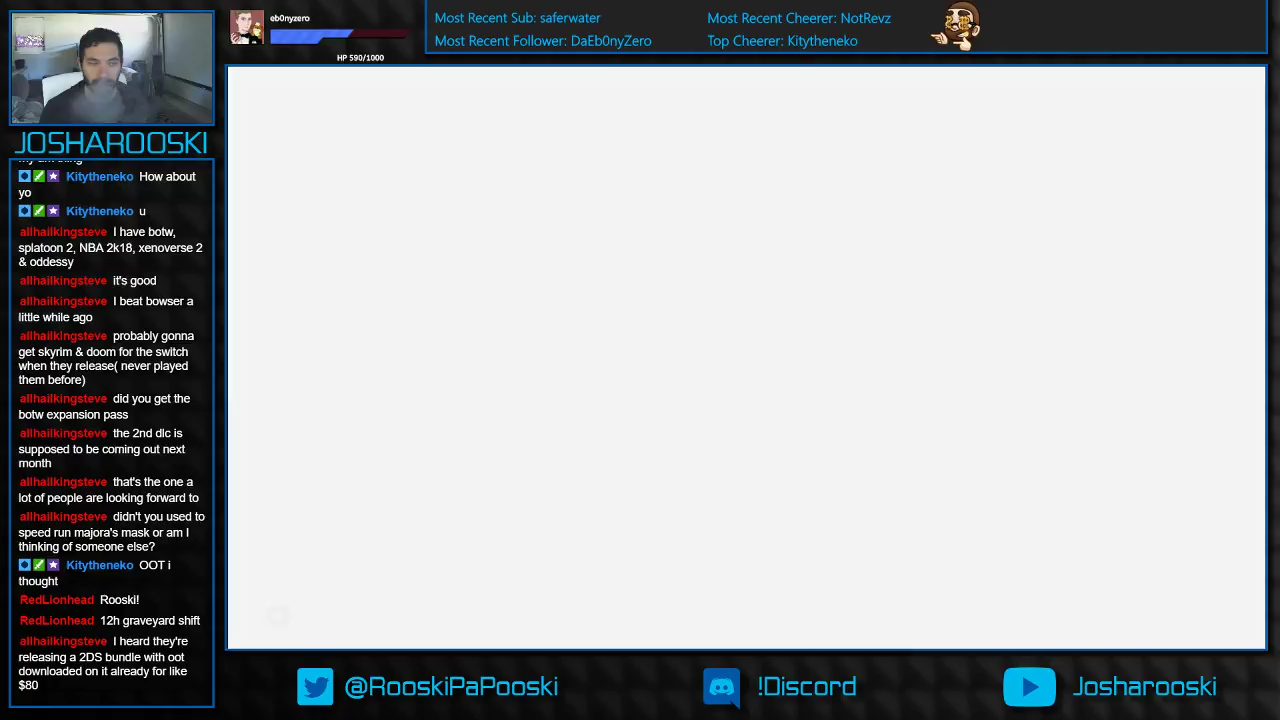 eb0nyzero
HP 590/1000
Most Recent Sub: saferwater
Most Recent Follower: DaEb0nyZero
Most Recent Cheerer: NotRevz
Top Cheerer: Kitytheneko
JOSHAROOSKI
Kitytheneko How about
yo
Kitytheneko u
allhailkingsteve I have botw,
splatoon 2, NBA 2k18, xenoverse 2
& oddessy
allhailkingsteve it's good
allhailkingsteve I beat bowser a
little while ago
allhailkingsteve probably gonna
get skyrim & doom for the switch
when they release( never played
them before)
allhailkingsteve did you get the
botw expansion pass
allhailkingsteve the 2nd dlc is
supposed to be coming out next
month
allhailkingsteve that's the one a
lot of people are looking forward to
allhailkingsteve didn't you used to
speed run majora's mask or am I
thinking of someone else?
Kitytheneko OOT i
thought
RedLionhead Rooski!
RedLionhead 12h graveyard shift
allhailkingsteve I heard they're
releasing a 2DS bundle with oot
downloaded on it already for like
$80
@RooskiPaPooski
!Discord
Josharooski